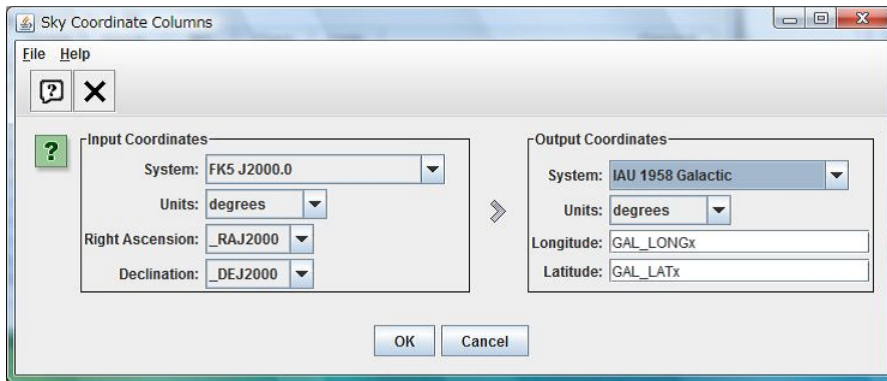 Sky Coordinate Columns
File Help
Input Coordinates
System: FK5 J2000.0
Units: degrees
Right Ascension: _RAJ2000
Declination: _DEJ2000
Output Coordinates
System: IAU 1958 Galactic
Units: degrees
Longitude: GAL_LONGx
Latitude: GAL_LATx
OK Cancel